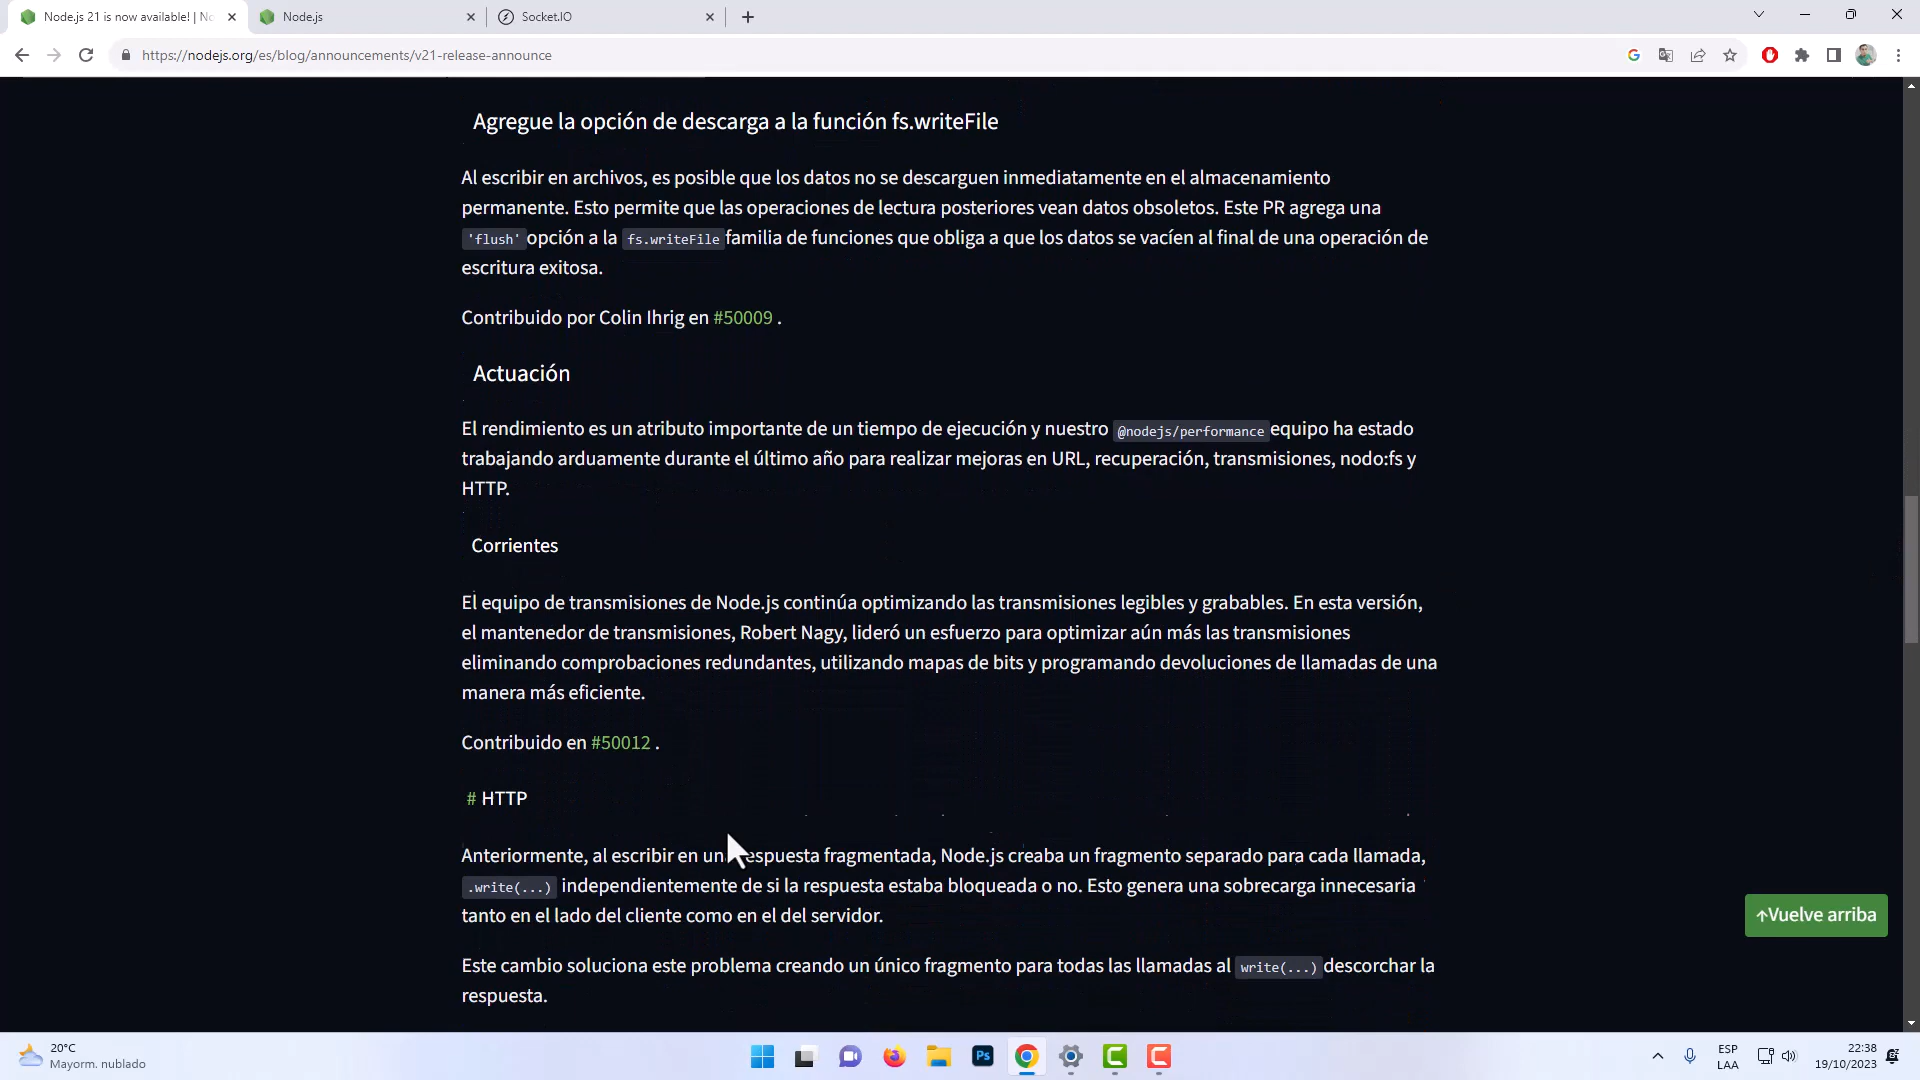 Node.js 21 is now available! | No
Node.js
Socket.IO
https://nodejs.org/es/blog/announcements/v21-release-announce
Agregue la opción de descarga a la función fs.writeFile
Al escribir en archivos, es posible que los datos no se descarguen inmediatamente en el almacenamiento
permanente. Esto permite que las operaciones de lectura posteriores vean datos obsoletos. Este PR agrega una
'flush' opción a la fs.writeFile familia de funciones que obliga a que los datos se vacíen al final de una operación de
escritura exitosa.
Contribuido por Colin Ihrig en #50009 .
Actuación
El rendimiento es un atributo importante de un tiempo de ejecución y nuestro @nodejs/performance equipo ha estado
trabajando arduamente durante el último año para realizar mejoras en URL, recuperación, transmisiones, nodo:fs y
HTTP.
Corrientes
El equipo de transmisiones de Node.js continúa optimizando las transmisiones legibles y grabables. En esta versión,
el mantenedor de transmisiones, Robert Nagy, lideró un esfuerzo para optimizar aún más las transmisiones
eliminando comprobaciones redundantes, utilizando mapas de bits y programando devoluciones de llamadas de una
manera más eficiente.
Contribuido en #50012 .
# HTTP
Anteriormente, al escribir en una respuesta fragmentada, Node.js creaba un fragmento separado para cada llamada,
.write(...) independientemente de si la respuesta estaba bloqueada o no. Esto genera una sobrecarga innecesaria
tanto en el lado del cliente como en el del servidor.
↑Vuelve arriba
Este cambio soluciona este problema creando un único fragmento para todas las llamadas al write(...) descorchar la
respuesta.
20°C
Mayorm. nublado
Ps
ESP
LAA
22:38
19/10/2023